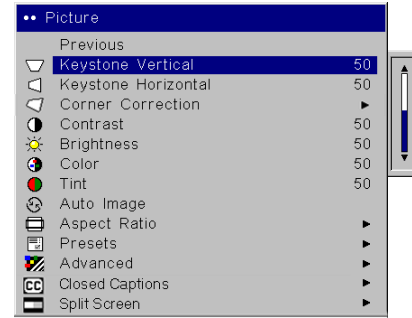 •• Picture
Previous
Keystone Vertical 50
Keystone Horizontal 50
Corner Correction ►
Contrast 50
Brightness 50
Color 50
Tint 50
Auto Image
Aspect Ratio ►
Presets ►
Advanced ►
CC Closed Captions ►
Split Screen ►